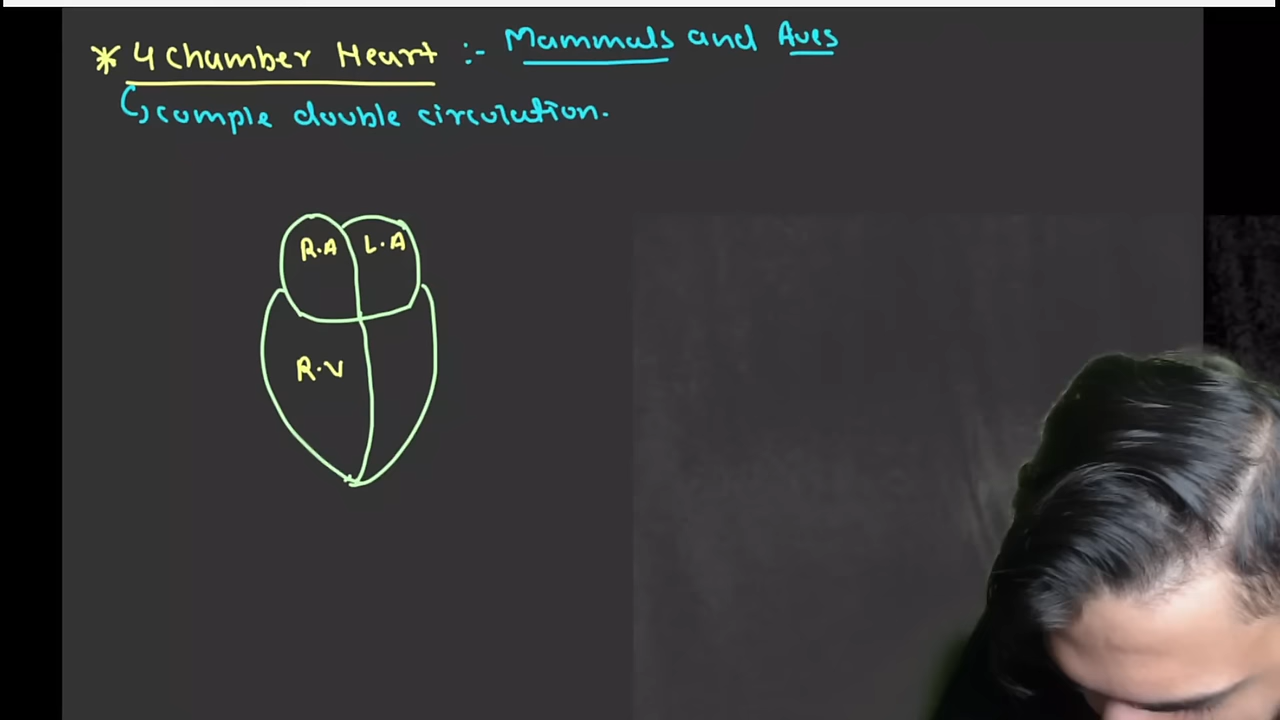 * 4 Chamber Heart :- Mammals and Aves
comple double circulation.
R.A L.A
R.V